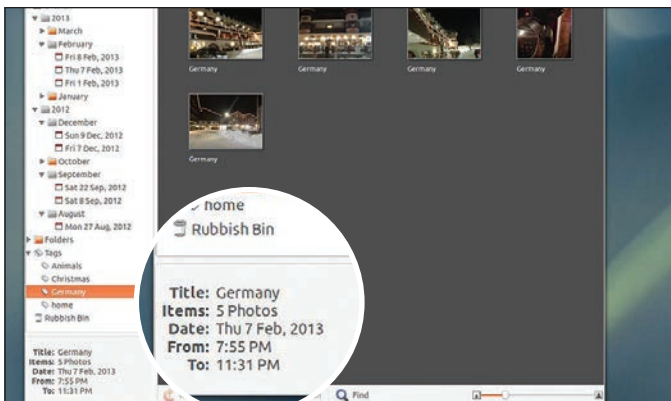 2013
March
February
Fri 8 Feb, 2013
Thu 7 Feb, 2013
Fri 1 Feb, 2013
January
2012
December
Sun 9 Dec, 2012
Fri 7 Dec, 2012
October
September
Sat 22 Sep, 2012
Sat 8 Sep, 2012
August
Mon 27 Aug, 2012
Folders
Tags
Animals
Christmas
Germany
home
Rubbish Bin
Title: Germany
Items: 5 Photos
Date: Thu 7 Feb, 2013
From: 7:55 PM
To: 11:31 PM
Germany
Germany
Germany
Germany
Germany
home
Rubbish Bin
Title: Germany
Items: 5 Photos
Date: Thu 7 Feb, 2013
From: 7:55 PM
To: 11:31 PM
Find